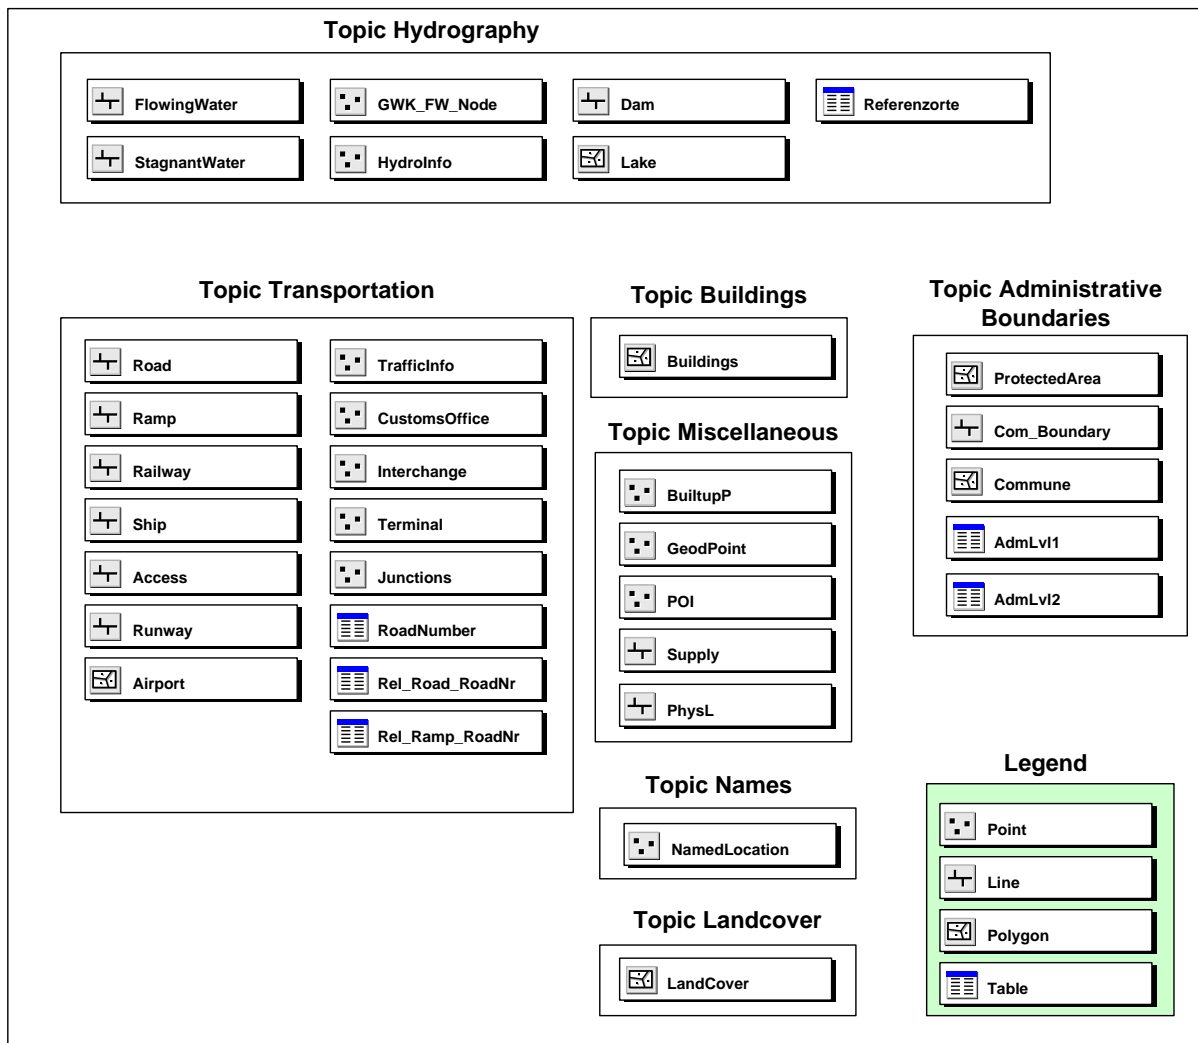 Topic Hydrography
FlowingWater
GWK_FW_Node
Dam
Referenzorte
StagnantWater
HydroInfo
Lake
Topic Transportation
Road
Ramp
Railway
Ship
Access
Runway
Airport
TrafficInfo
CustomsOffice
Interchange
Terminal
Junctions
RoadNumber
Rel_Road_RoadNr
Rel_Ramp_RoadNr
Topic Buildings
Buildings
Topic Miscellaneous
BuiltupP
GeodPoint
POI
Supply
PhysL
Topic Names
NamedLocation
Topic Landcover
LandCover
Topic Administrative
Boundaries
ProtectedArea
Com_Boundary
Commune
AdmLvl1
AdmLvl2
Legend
Point
Line
Polygon
Table